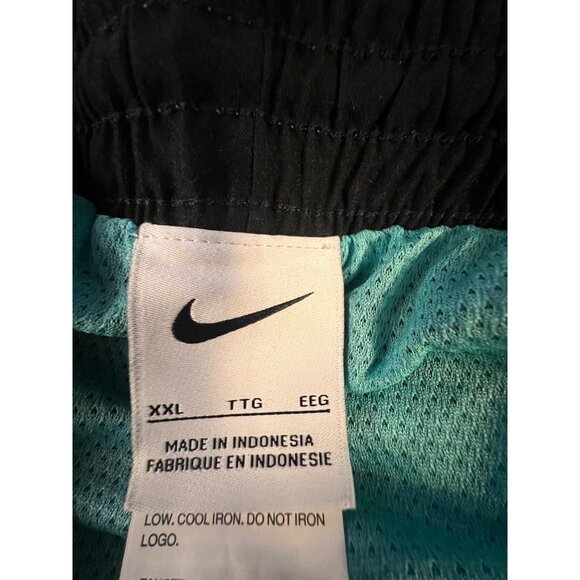 XXL TTG EEG
MADE IN INDONESIA
FABRIQUE EN INDONESIE
LOW. COOL IRON. DO NOT IRON
LOGO.